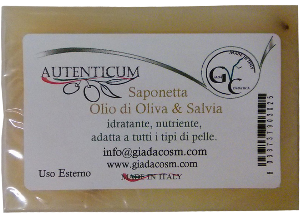 AUTENTICUM
Saponetta
Olio di Oliva & Salvia
idratante, nutriente,
adatta a tutti i tipi di pelle.
info@giadacosm.com
www.giadacosm.com
Uso Esterno
MADE IN ITALY